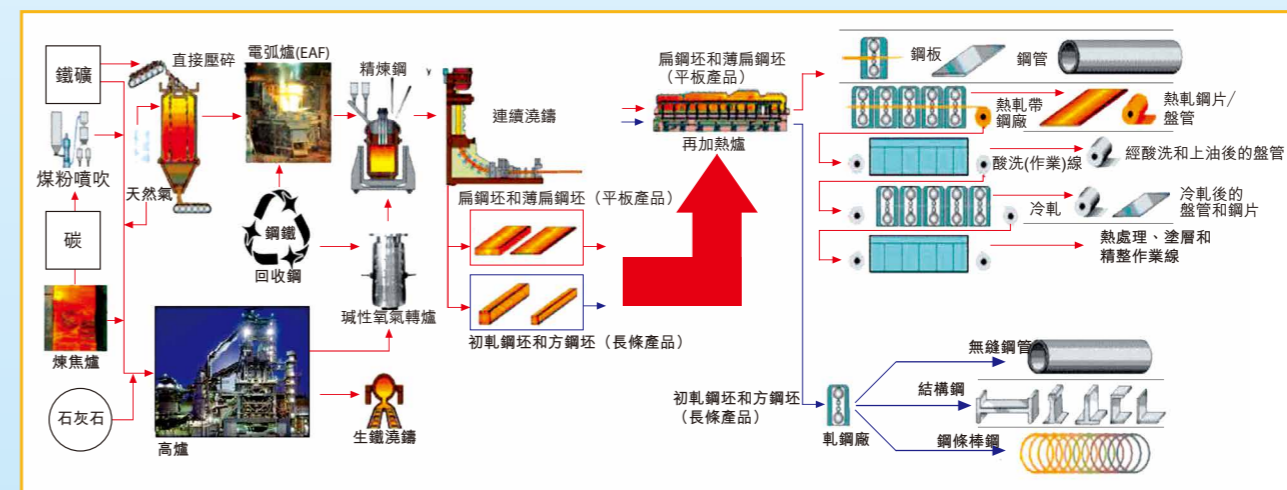 鐵礦
直接壓碎
電弧爐(EAF)
精煉鋼
y
連續澆鑄
煤粉噴吹
天然氣
碳
鋼鐵
回收鋼
煉焦爐
石灰石
高爐
碱性氧氣轉爐
生鐵澆鑄
扁鋼坯和薄扁鋼坯（平板產品）
初軋鋼坯和方鋼坯（長條產品）
扁鋼坯和薄扁鋼坯
（平板產品）
再加熱爐
鋼板
鋼管
熱軋帶
鋼廠
熱軋鋼片/
盤管
酸洗(作業)線
經酸洗和上油後的盤管
冷軋
冷軋後的
盤管和鋼片
熱處理、塗層和
精整作業線
初軋鋼坯和方鋼坯
（長條產品）
軋鋼廠
無縫鋼管
結構鋼
鋼條棒鋼